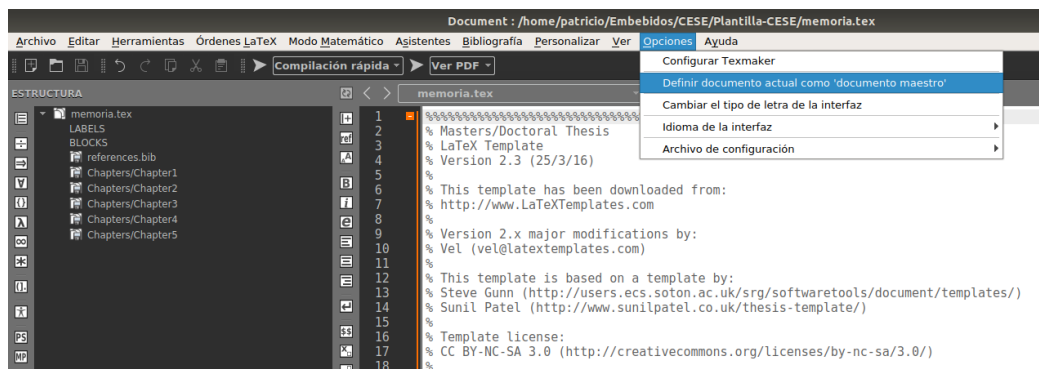 Document : /home/patricio/Embebidos/CESE/Plantilla-CESE/memoria.tex
Archivo Editar Herramientas Órdenes LaTeX Modo Matemático Asistentes Bibliografía Personalizar Ver Opciones Ayuda
Compilación rápida Ver PDF
Configurar Texmaker
Definir documento actual como 'documento maestro'
Cambiar el tipo de letra de la interfaz
Idioma de la interfaz
Archivo de configuración
ESTRUCTURA
memoria.tex
LABELS
BLOCKS
references.bib
Chapters/Chapter1
Chapters/Chapter2
Chapters/Chapter3
Chapters/Chapter4
Chapters/Chapter5
memoria.tex
1 %%%%%%%%%%%%%%%%%%%%%%%%%%%%%
2 % Masters/Doctoral Thesis
3 % LaTeX Template
4 % Version 2.3 (25/3/16)
5 %
6 % This template has been downloaded from:
7 % http://www.LaTeXTemplates.com
8 %
9 % Version 2.x major modifications by:
10 % Vel (vel@latextemplates.com)
11 %
12 % This template is based on a template by:
13 % Steve Gunn (http://users.ecs.soton.ac.uk/srg/softwaretools/document/templates/)
14 % Sunil Patel (http://www.sunilpatel.co.uk/thesis-template/)
15 %
16 % Template license:
17 % CC BY-NC-SA 3.0 (http://creativecommons.org/licenses/by-nc-sa/3.0/)
18 %